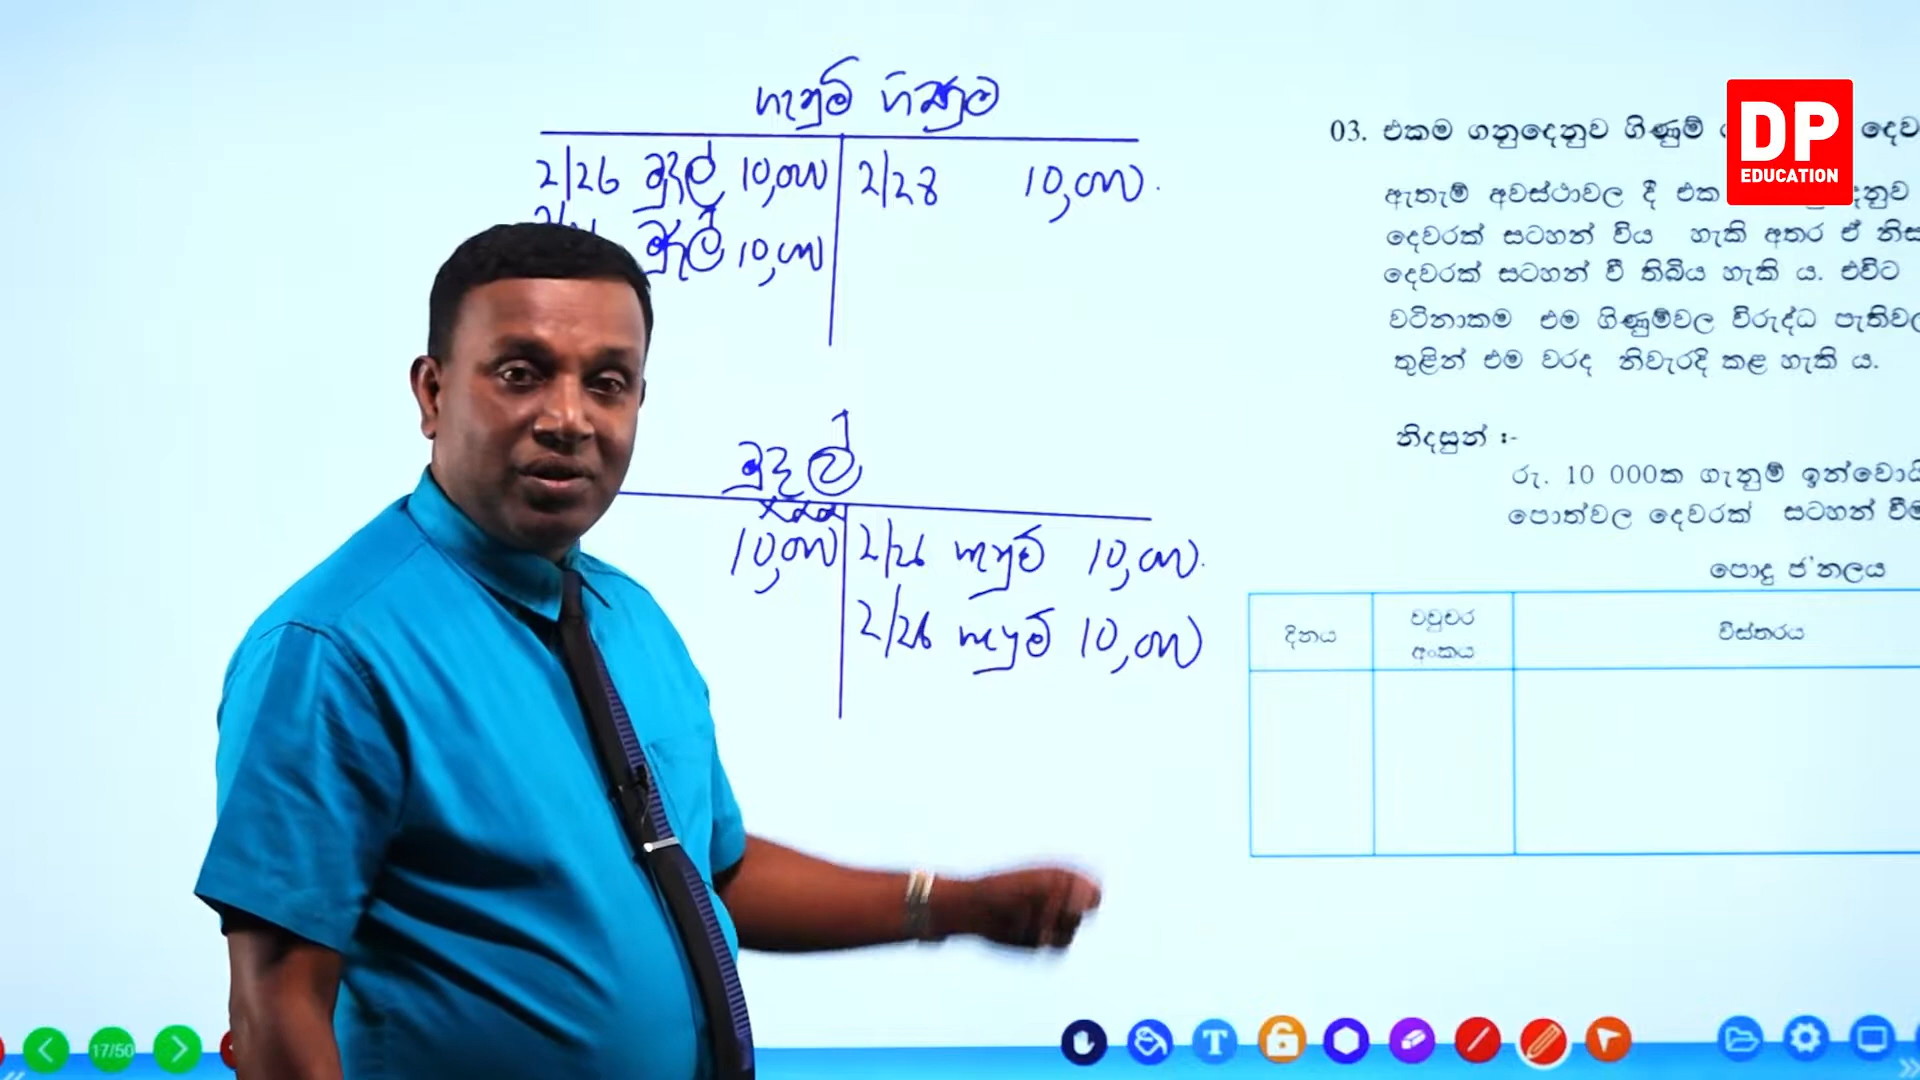 ගැනුම් ගිණුම
2/26 මුදල් 10,000 2/28 10,000
මුදල් 10,000
මුදල්
10,000 2/26 ගැනුම් 10,000
2/26 ගැනුම් 10,000
DP
EDUCATION
03. එකම ගනුදෙනුව ගිණුම්
ඇතැම් අවස්ථාවල දී එක
දෙවරක් සටහන් විය හැකි අතර ඒ
දෙවරක් සටහන් වී තිබිය හැකි ය. එවිට
වටිනාකම එම ගිණුම්වල විරුද්ධ
තුළින් එම වරද නිවැරදි කළ හැකි ය.
නිදසුන් :-
රු. 10 000ක ගැනුම්
පොත්වල දෙවරක් සටහන්
පොදු ජ'නලය
දිනය වවුචර අංකය විස්තරය
17/50